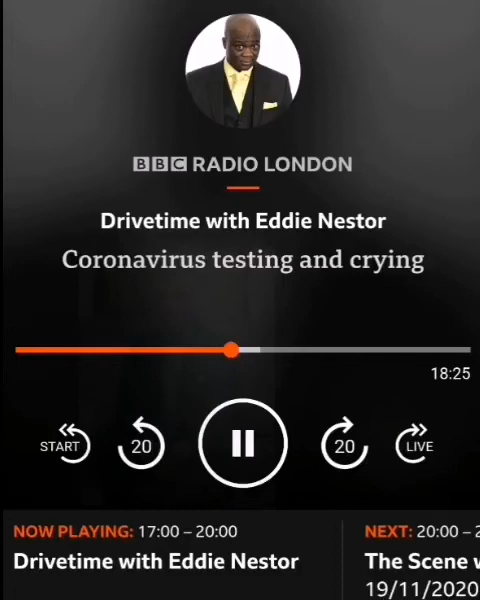 BBC RADIO LONDON
Drivetime with Eddie Nestor
Coronavirus testing and crying
18:25
START 20 20 LIVE
NOW PLAYING: 17:00 – 20:00
Drivetime with Eddie Nestor
NEXT: 20:00 –
The Scene
19/11/2020